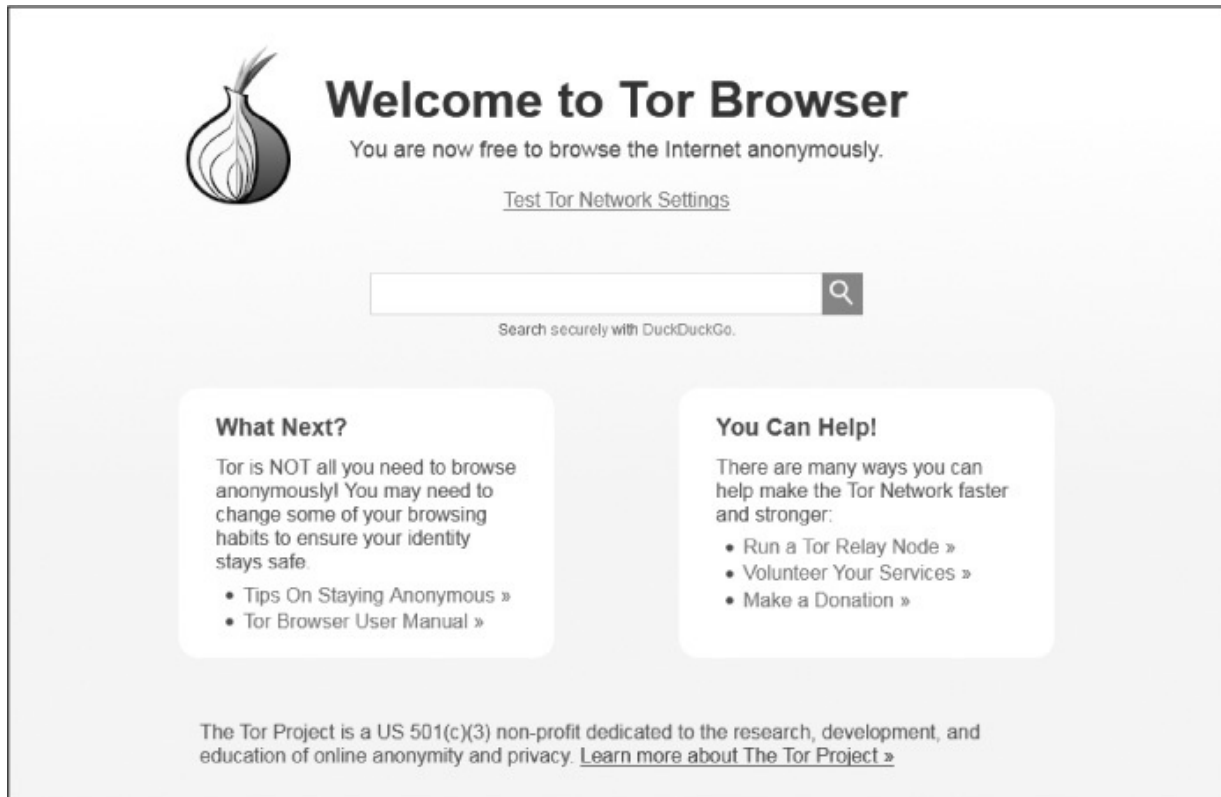 Welcome to Tor Browser
You are now free to browse the Internet anonymously.
Test Tor Network Settings
Search securely with DuckDuckGo.
What Next?
Tor is NOT all you need to browse
anonymously! You may need to
change some of your browsing
habits to ensure your identity
stays safe.
• Tips On Staying Anonymous »
• Tor Browser User Manual »
You Can Help!
There are many ways you can
help make the Tor Network faster
and stronger:
• Run a Tor Relay Node »
• Volunteer Your Services »
• Make a Donation »
The Tor Project is a US 501(c)(3) non-profit dedicated to the research, development, and
education of online anonymity and privacy. Learn more about The Tor Project »